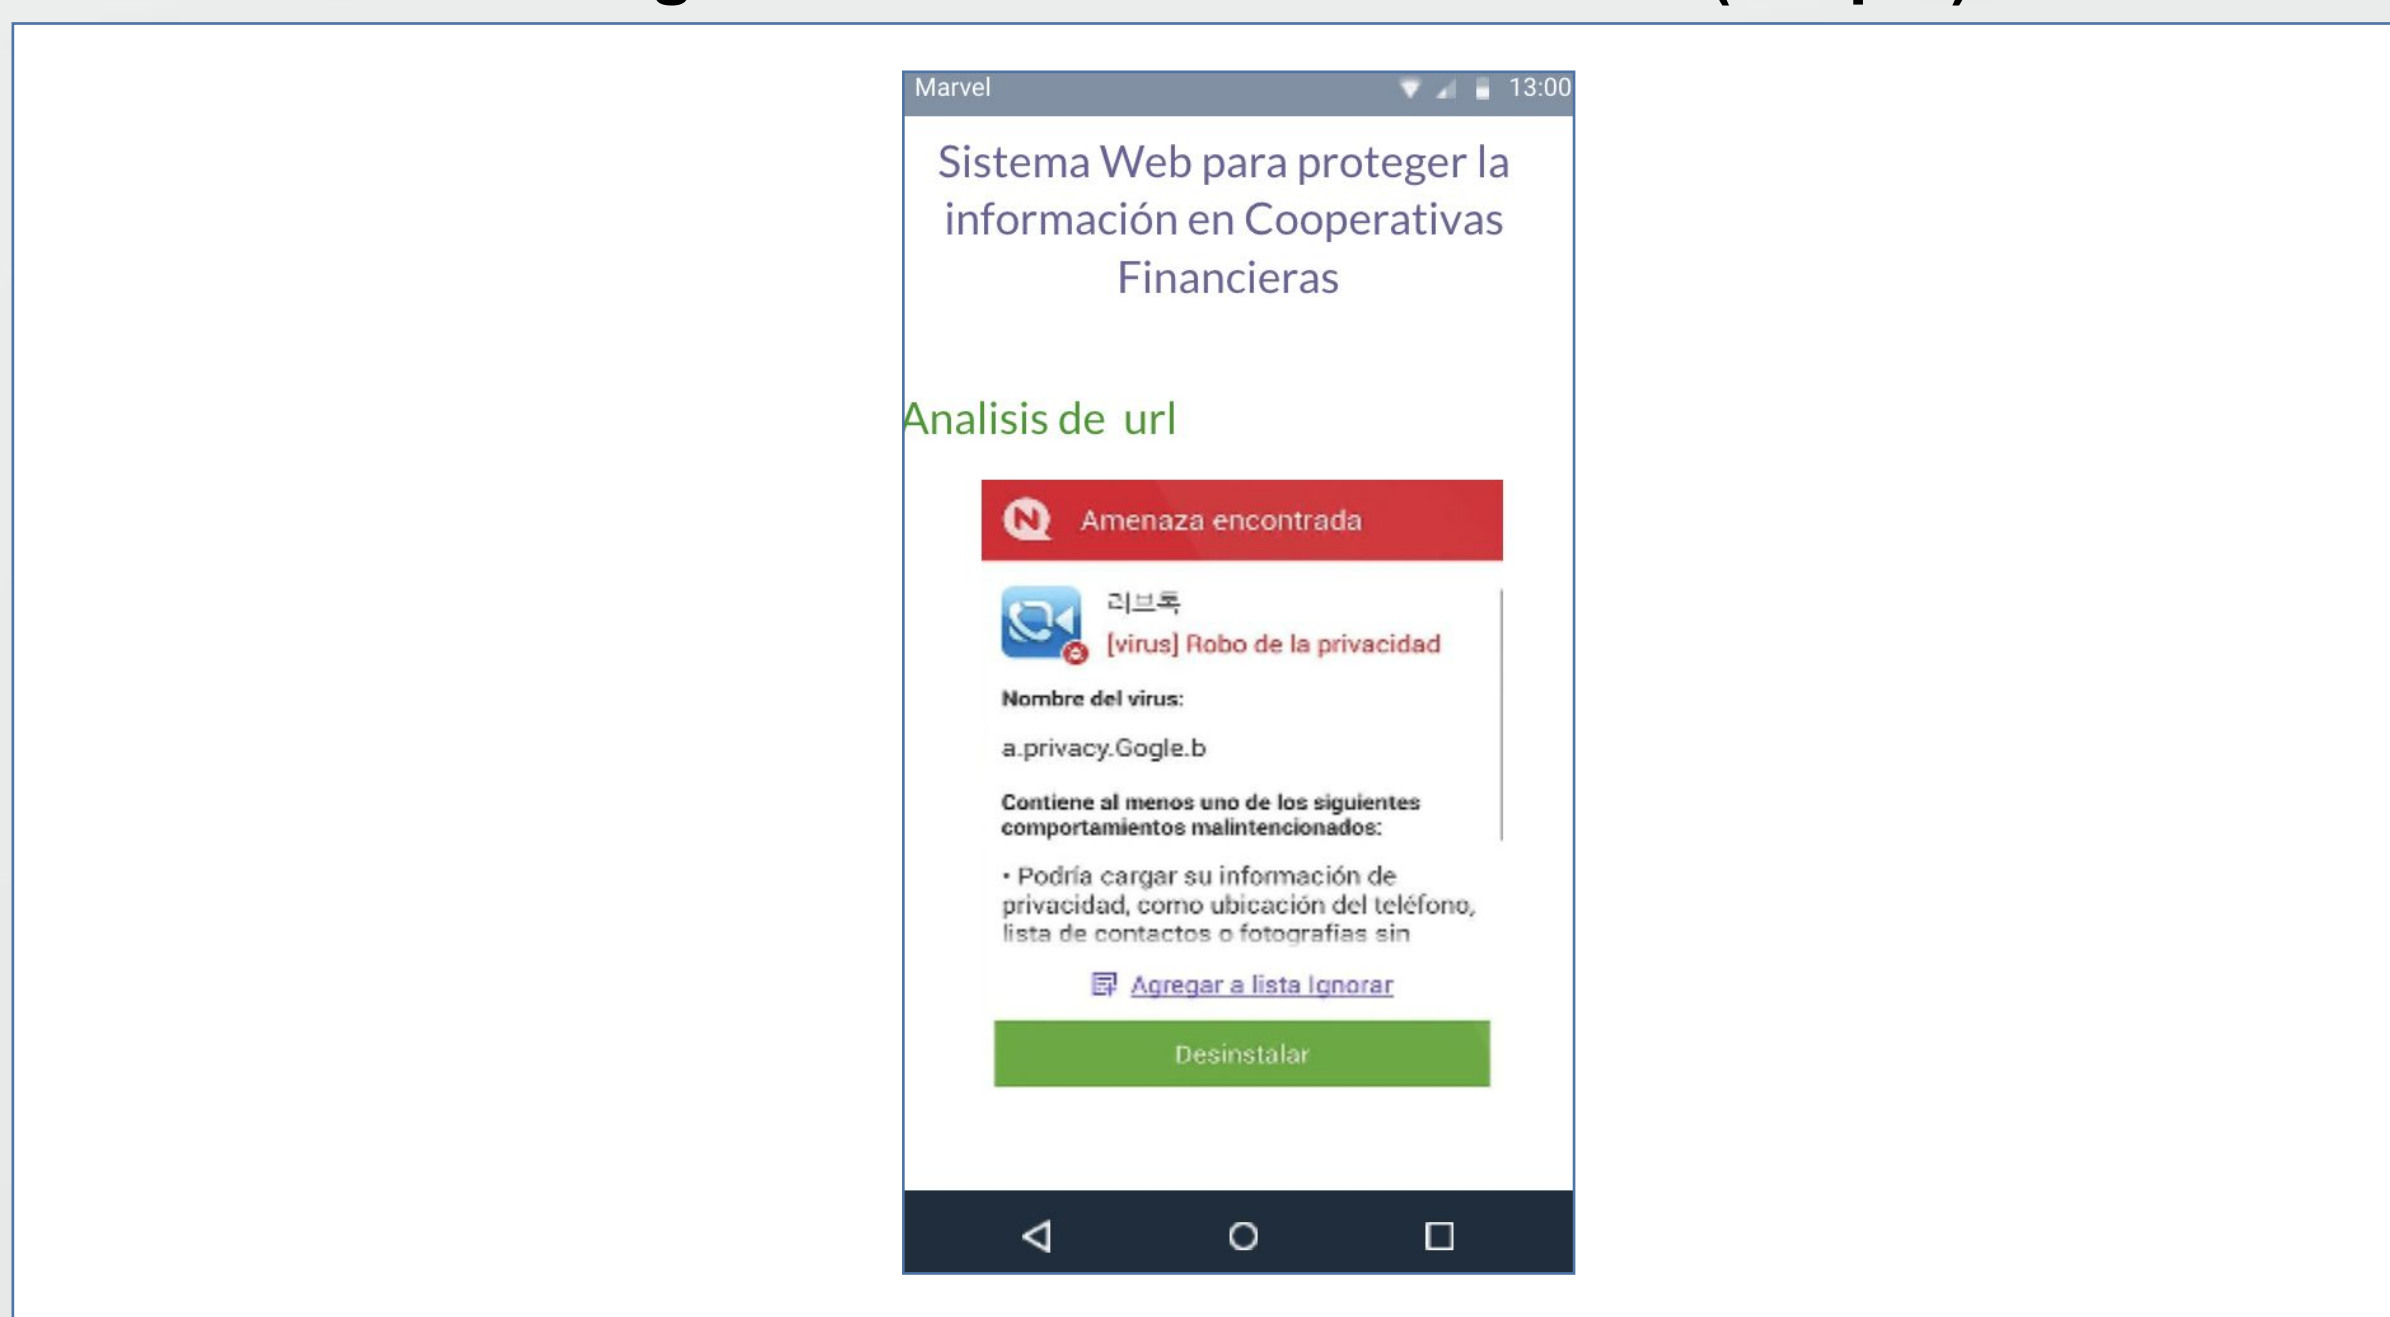 Marvel 13:00
Sistema Web para proteger la
información en Cooperativas
Financieras
Analisis de url
N Amenaza encontrada
러브톡
[virus] Robo de la privacidad
Nombre del virus:
a.privacy.Gogle.b
Contiene al menos uno de los siguientes
comportamientos malintencionados:
• Podría cargar su información de
privacidad, como ubicación del teléfono,
lista de contactos o fotografías sin
Agregar a lista Ignorar
Desinstalar